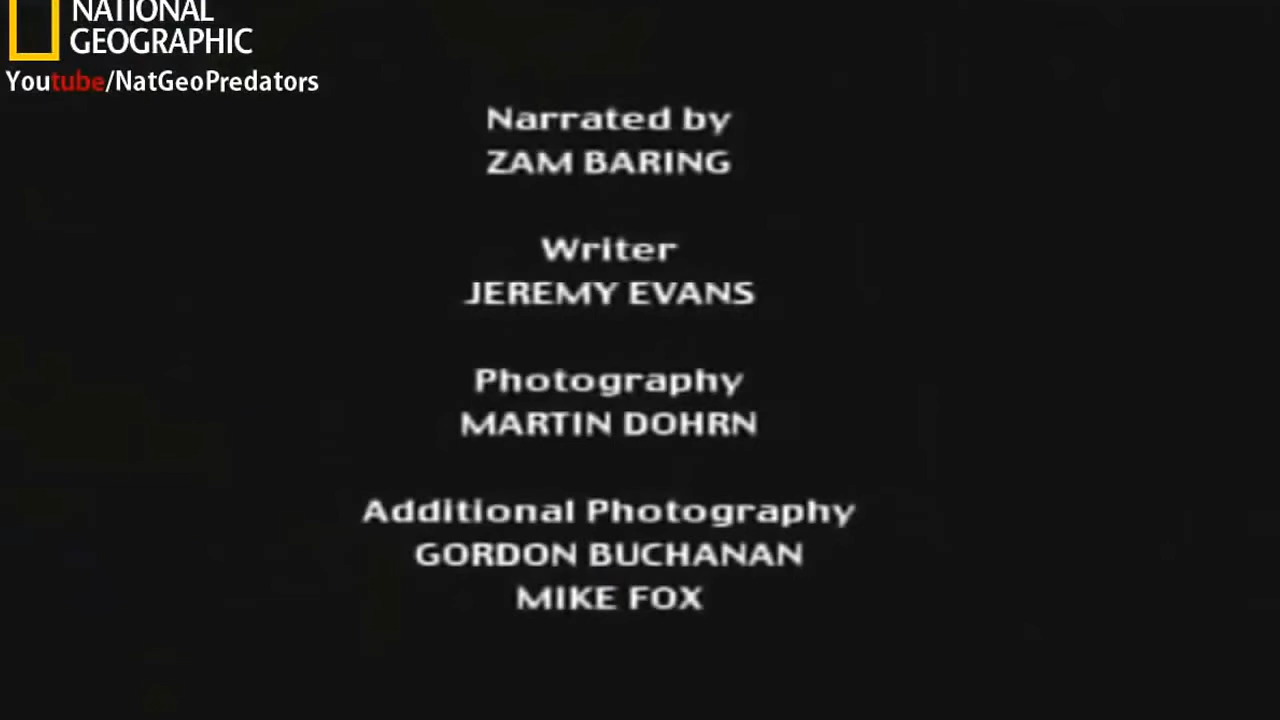 NATIONAL
GEOGRAPHIC
Youtube/NatGeoPredators
Narrated by
ZAM BARING
Writer
JEREMY EVANS
Photography
MARTIN DOHRN
Additional Photography
GORDON BUCHANAN
MIKE FOX